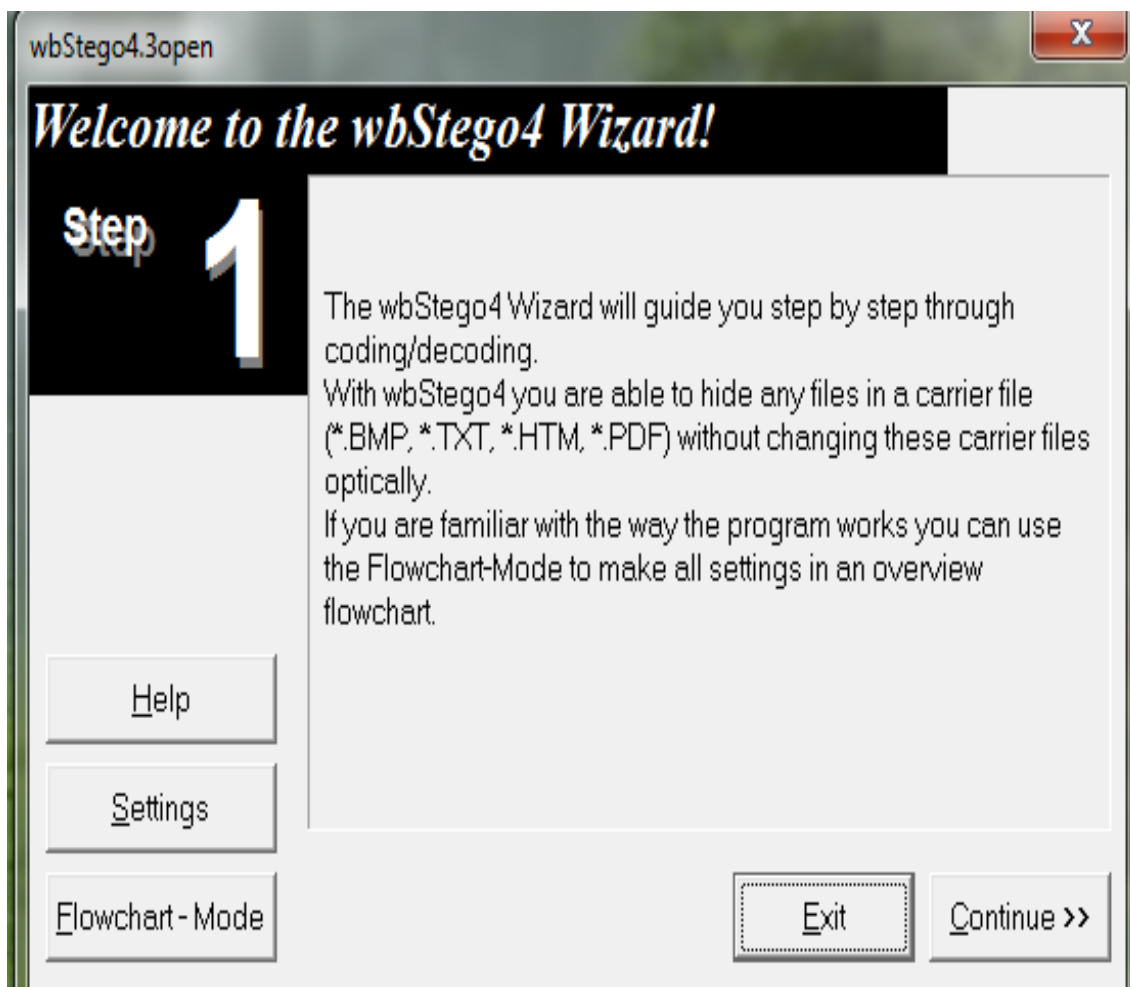 wbStego4.3open
X
Welcome to the wbStego4 Wizard!
Step 1
The wbStego4 Wizard will guide you step by step through
coding/decoding.
With wbStego4 you are able to hide any files in a carrier file
(*.BMP, *.TXT, *.HTM, *.PDF) without changing these carrier files
optically.
If you are familiar with the way the program works you can use
the Flowchart-Mode to make all settings in an overview
flowchart.
Help
Settings
Flowchart - Mode
Exit
Continue >>